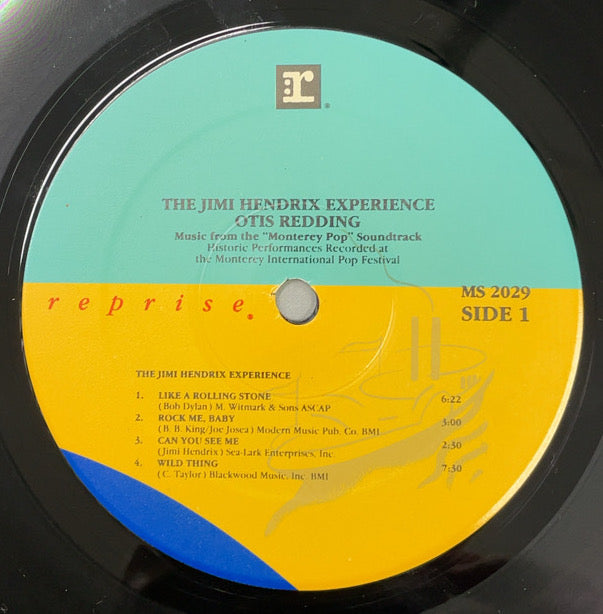 :r®
THE JIMI HENDRIX EXPERIENCE
OTIS REDDING
Music from the "Monterey Pop" Soundtrack
Historic Performances Recorded at
the Monterey International Pop Festival
reprise®
MS 2029
SIDE 1
THE JIMI HENDRIX EXPERIENCE
1. LIKE A ROLLING STONE 6:22
(Bob Dylan) M. Witmark & Sons ASCAP
2. ROCK ME, BABY 3:00
(B. B. King/Joe Josea) Modern Music Pub. Co. BMI
3. CAN YOU SEE ME 2:30
(Jimi Hendrix) Sea-Lark Enterprises, Inc.
4. WILD THING 7:30
(C. Taylor) Blackwood Music, Inc. BMI